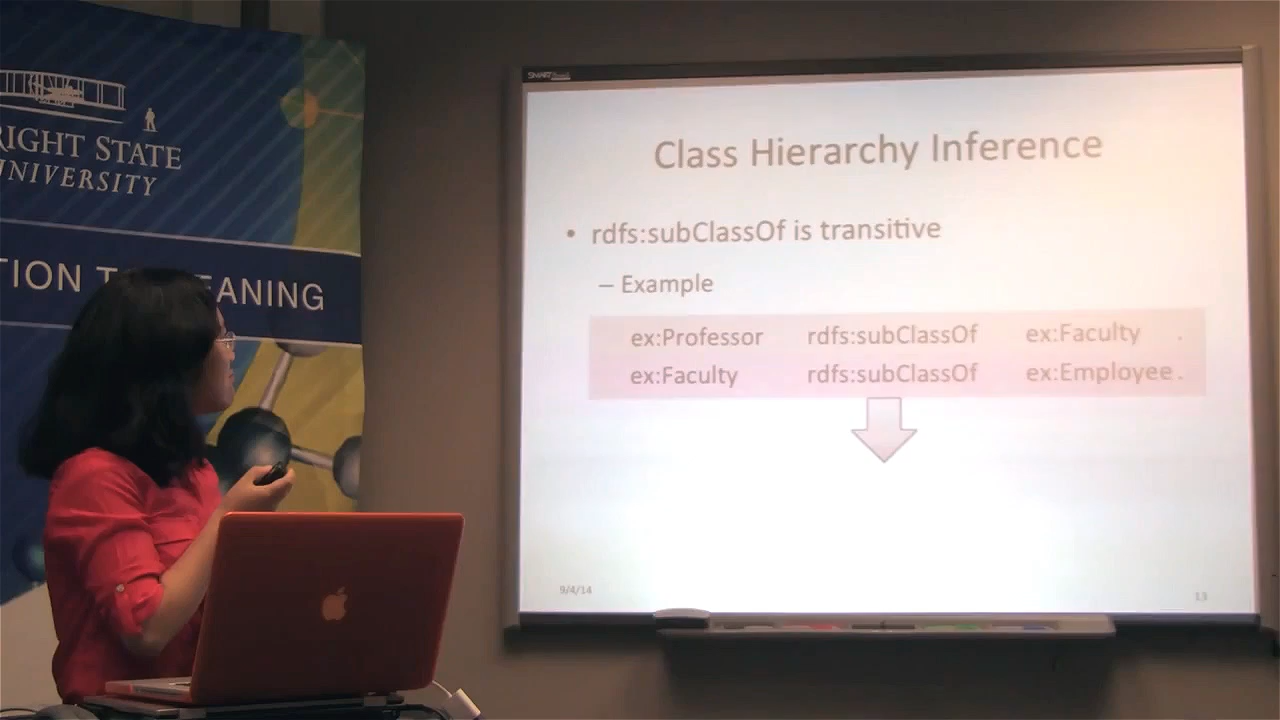 RIGHT STATE
UNIVERSITY
TION T EANING
SMART
Class Hierarchy Inference
• rdfs:subClassOf is transitive
– Example
ex:Professor rdfs:subClassOf ex:Faculty .
ex:Faculty rdfs:subClassOf ex:Employee .
9/4/14
13